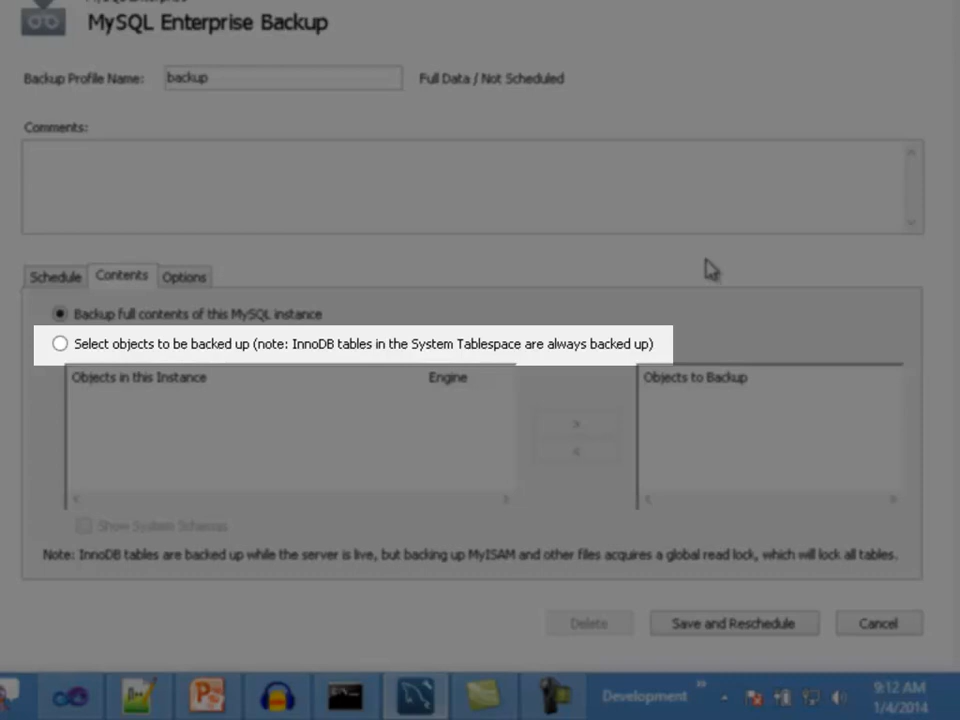 MySQL Enterprise Backup
Backup Profile Name: backup Full Data / Not Scheduled
Comments:
Schedule Contents Options
Backup full contents of this MySQL instance
Select objects to be backed up (note: InnoDB tables in the System Tablespace are always backed up)
Objects in this Instance Engine Objects to Backup
>
<
Show System Schemas
Note: InnoDB tables are backed up while the server is live, but backing up MyISAM and other files acquires a global read lock, which will lock all tables.
Delete Save and Reschedule Cancel
Development 9:12 AM
1/4/2014